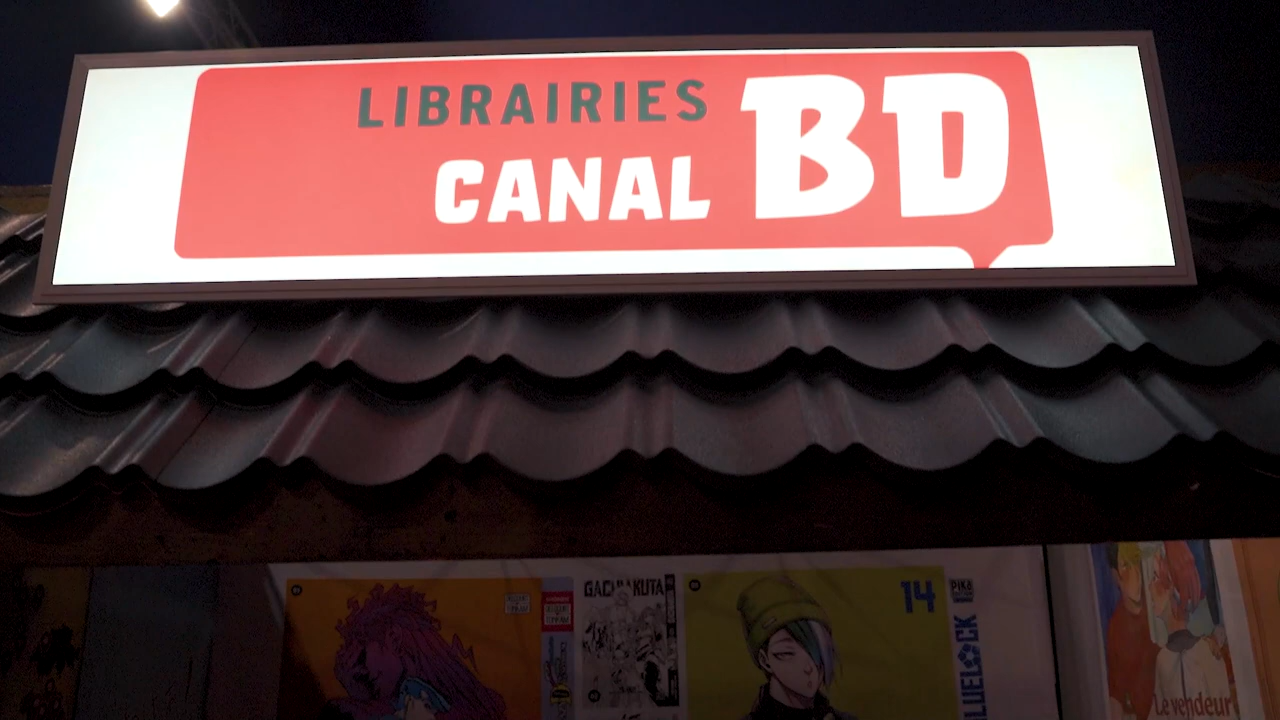 LIBRAIRIES
CANAL BD
GACHIAKUTA
14
PIKA
BLUELOCK
Le vendeur